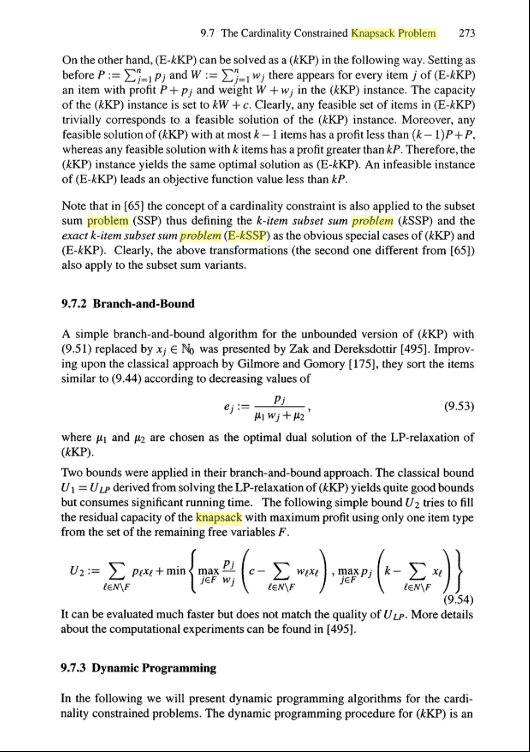 9.7 The Cardinality Constrained Knapsack Problem 273
On the other hand, (E-kKP) can be solved as a (kKP) in the following way. Setting as
before P := ∑ⁿⱼ₌₁ pⱼ and W := ∑ⁿⱼ₌₁ wⱼ there appears for every item j of (E-kKP)
an item with profit P + pⱼ and weight W + wⱼ in the (kKP) instance. The capacity
of the (kKP) instance is set to kW + c. Clearly, any feasible set of items in (E-kKP)
trivially corresponds to a feasible solution of the (kKP) instance. Moreover, any
feasible solution of (kKP) with at most k − 1 items has a profit less than (k − 1)P + P,
whereas any feasible solution with k items has a profit greater than kP. Therefore, the
(kKP) instance yields the same optimal solution as (E-kKP). An infeasible instance
of (E-kKP) leads an objective function value less than kP.
Note that in [65] the concept of a cardinality constraint is also applied to the subset
sum problem (SSP) thus defining the k-item subset sum problem (kSSP) and the
exact k-item subset sum problem (E-kSSP) as the obvious special cases of (kKP) and
(E-kKP). Clearly, the above transformations (the second one different from [65])
also apply to the subset sum variants.
9.7.2 Branch-and-Bound
A simple branch-and-bound algorithm for the unbounded version of (kKP) with
(9.51) replaced by xⱼ ∈ ℕ₀ was presented by Zak and Dereksdottir [495]. Improv-
ing upon the classical approach by Gilmore and Gomory [175], they sort the items
similar to (9.44) according to decreasing values of
eⱼ := pⱼ / (μ₁ wⱼ + μ₂), (9.53)
where μ₁ and μ₂ are chosen as the optimal dual solution of the LP-relaxation of
(kKP).
Two bounds were applied in their branch-and-bound approach. The classical bound
U₁ = U_LP derived from solving the LP-relaxation of (kKP) yields quite good bounds
but consumes significant running time. The following simple bound U₂ tries to fill
the residual capacity of the knapsack with maximum profit using only one item type
from the set of the remaining free variables F.
U₂ := ∑_{ℓ∈N\F} p_ℓ x_ℓ + min { max_{j∈F} pⱼ/wⱼ ( c − ∑_{ℓ∈N\F} w_ℓ x_ℓ ) , max_{j∈F} pⱼ ( k − ∑_{ℓ∈N\F} x_ℓ ) }
(9.54)
It can be evaluated much faster but does not match the quality of U_LP. More details
about the computational experiments can be found in [495].
9.7.3 Dynamic Programming
In the following we will present dynamic programming algorithms for the cardi-
nality constrained problems. The dynamic programming procedure for (kKP) is an